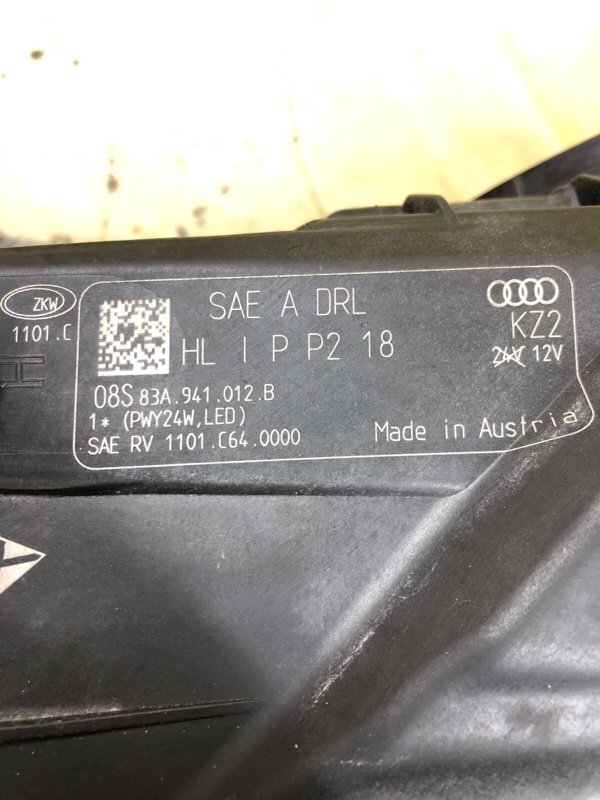 ZKW
1101.C
SAE A DRL
HL I P P2 18
KZ2
24V 12V
08S 83A.941.012.B
1* (PWY24W,LED)
SAE RV 1101.C64.0000
Made in Austria